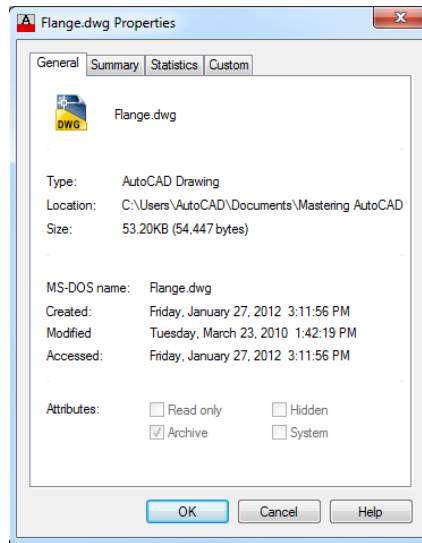 Flange.dwg Properties
General Summary Statistics Custom
DWG
Flange.dwg
Type: AutoCAD Drawing
Location: C:\Users\AutoCAD\Documents\Mastering AutoCAD
Size: 53.20KB (54,447 bytes)
MS-DOS name: Flange.dwg
Created: Friday, January 27, 2012 3:11:56 PM
Modified Tuesday, March 23, 2010 1:42:19 PM
Accessed: Friday, January 27, 2012 3:11:56 PM
Attributes: Read only Hidden
Archive System
OK Cancel Help